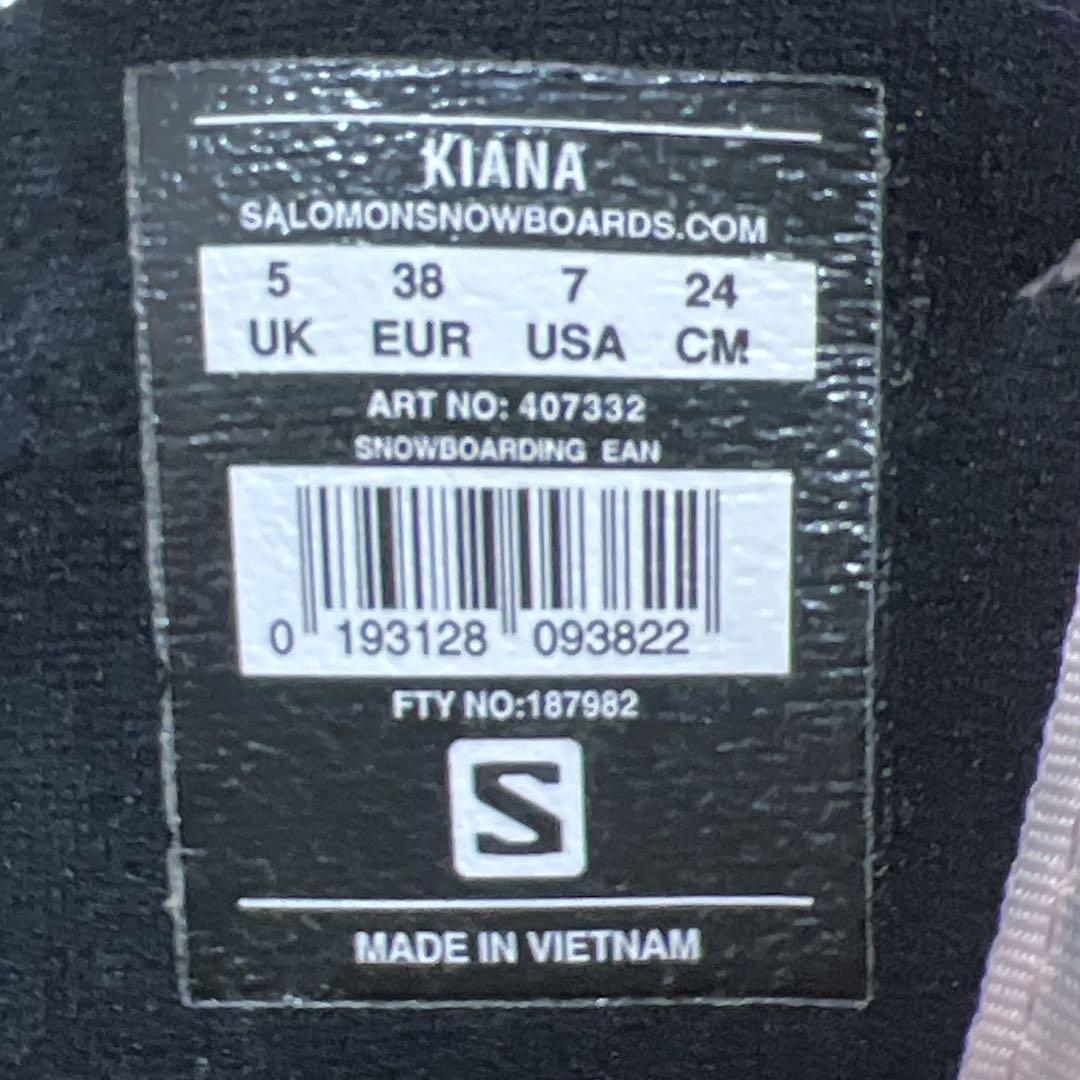 KIANA
SALOMONSNOWBOARDS.COM
5 38 7 24
UK EUR USA CM
ART NO: 407332
SNOWBOARDING EAN
0 193128 093822
FTY NO:187982
S
MADE IN VIETNAM